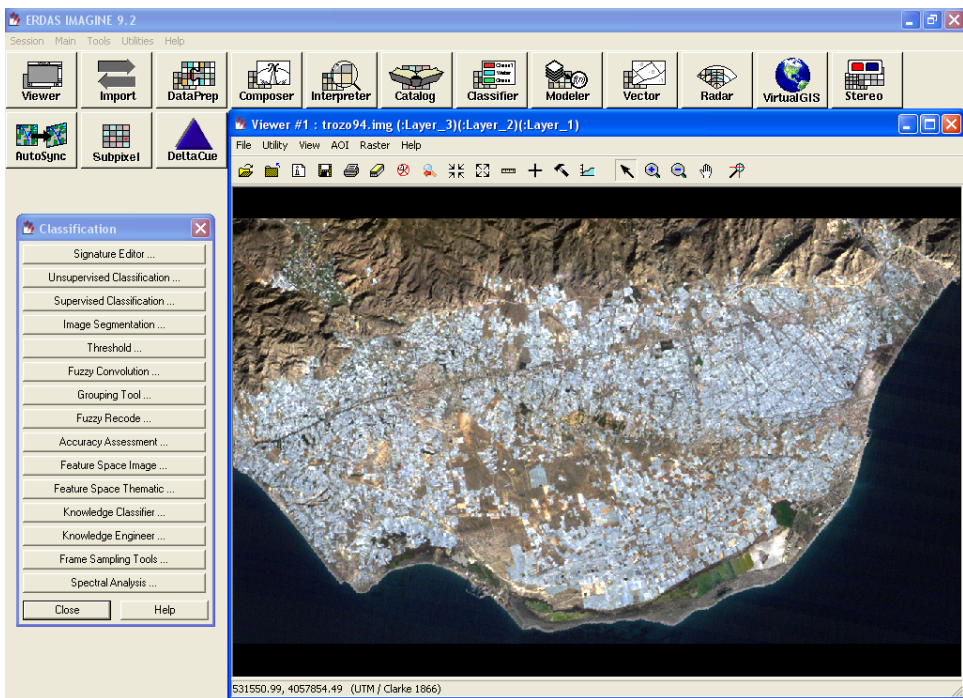 ERDAS IMAGINE 9.2
Session Main Tools Utilities Help
Viewer Import DataPrep Composer Interpreter Catalog Classifier Modeler Vector Radar VirtualGIS Stereo
AutoSync Subpixel DeltaCue
Viewer #1 : trozo94.img (:Layer_3)(:Layer_2)(:Layer_1)
File Utility View AOI Raster Help
Classification
Signature Editor ...
Unsupervised Classification ...
Supervised Classification ...
Image Segmentation ...
Threshold ...
Fuzzy Convolution ...
Grouping Tool ...
Fuzzy Recode ...
Accuracy Assessment ...
Feature Space Image ...
Feature Space Thematic ...
Knowledge Classifier ...
Knowledge Engineer ...
Frame Sampling Tools ...
Spectral Analysis ...
Close Help
531550.99, 4057854.49 (UTM / Clarke 1866)